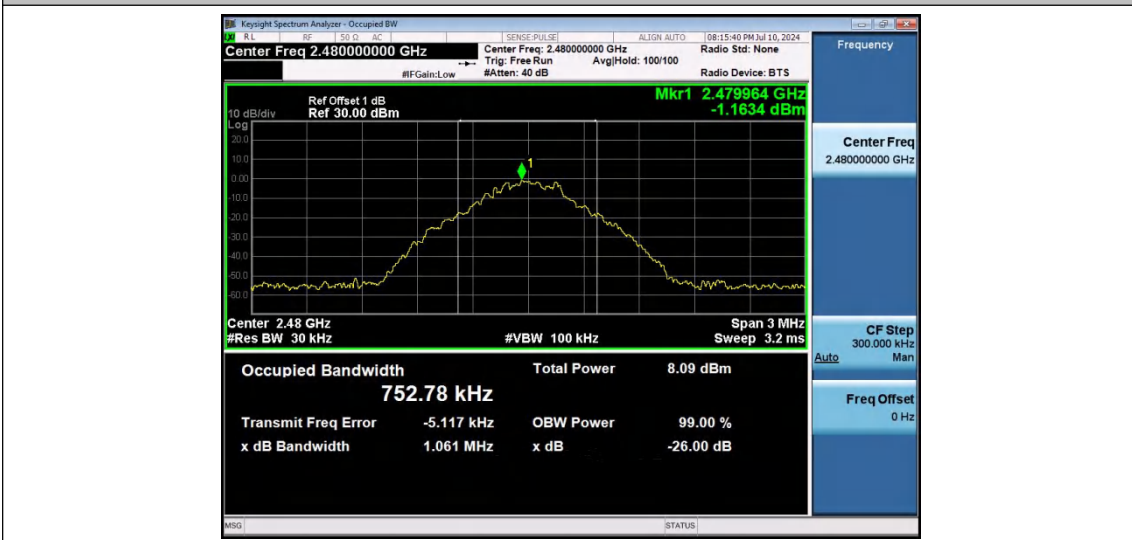 Keysight Spectrum Analyzer - Occupied BW
LXI RL RF 50 Ω AC SENSE:PULSE ALIGN AUTO 08:15:40 PM Jul 10, 2024
Center Freq 2.480000000 GHz
Center Freq: 2.480000000 GHz Radio Std: None
Trig: Free Run Avg|Hold: 100/100
#IFGain:Low #Atten: 40 dB Radio Device: BTS
Frequency
Mkr1 2.479964 GHz
-1.1634 dBm
Ref Offset 1 dB
10 dB/div Ref 30.00 dBm
Log
20.0
10.0
0.00
-10.0
-20.0
-30.0
-40.0
-50.0
-60.0
1
Center Freq
2.480000000 GHz
Center 2.48 GHz Span 3 MHz
#Res BW 30 kHz #VBW 100 kHz Sweep 3.2 ms
CF Step
300.000 kHz
Auto Man
Occupied Bandwidth Total Power 8.09 dBm
752.78 kHz
Transmit Freq Error -5.117 kHz OBW Power 99.00 %
x dB Bandwidth 1.061 MHz x dB -26.00 dB
Freq Offset
0 Hz
MSG STATUS